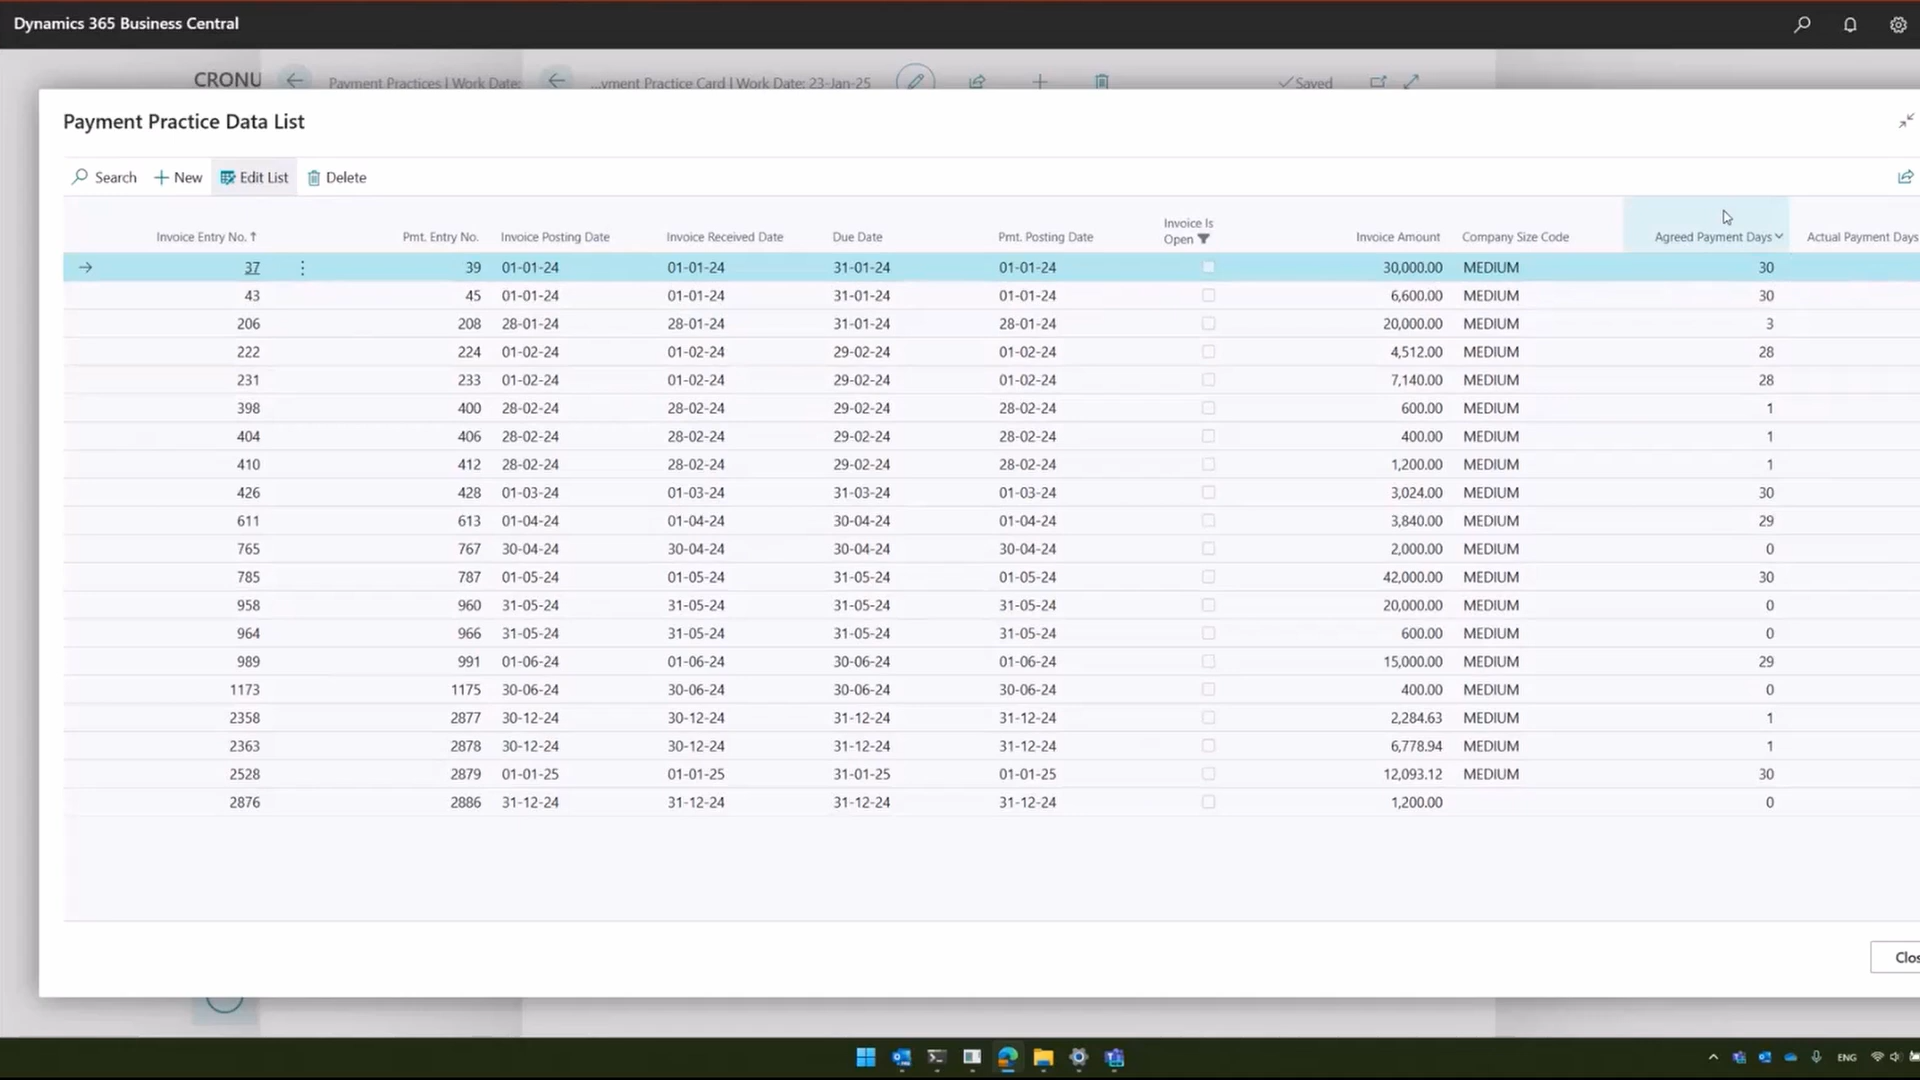 Dynamics 365 Business Central
CRONU
Payment Practices | Work Date:
...yment Practice Card | Work Date: 23-Jan-25
Saved
Payment Practice Data List
Search New Edit List Delete
Invoice Entry No. ↑ Pmt. Entry No. Invoice Posting Date Invoice Received Date Due Date Pmt. Posting Date Invoice Is Open Invoice Amount Company Size Code Agreed Payment Days Actual Payment Days
37 39 01-01-24 01-01-24 31-01-24 01-01-24 30,000.00 MEDIUM 30
43 45 01-01-24 01-01-24 31-01-24 01-01-24 6,600.00 MEDIUM 30
206 208 28-01-24 28-01-24 31-01-24 28-01-24 20,000.00 MEDIUM 3
222 224 01-02-24 01-02-24 29-02-24 01-02-24 4,512.00 MEDIUM 28
231 233 01-02-24 01-02-24 29-02-24 01-02-24 7,140.00 MEDIUM 28
398 400 28-02-24 28-02-24 29-02-24 28-02-24 600.00 MEDIUM 1
404 406 28-02-24 28-02-24 29-02-24 28-02-24 400.00 MEDIUM 1
410 412 28-02-24 28-02-24 29-02-24 28-02-24 1,200.00 MEDIUM 1
426 428 01-03-24 01-03-24 31-03-24 01-03-24 3,024.00 MEDIUM 30
611 613 01-04-24 01-04-24 30-04-24 01-04-24 3,840.00 MEDIUM 29
765 767 30-04-24 30-04-24 30-04-24 30-04-24 2,000.00 MEDIUM 0
785 787 01-05-24 01-05-24 31-05-24 01-05-24 42,000.00 MEDIUM 30
958 960 31-05-24 31-05-24 31-05-24 31-05-24 20,000.00 MEDIUM 0
964 966 31-05-24 31-05-24 31-05-24 31-05-24 600.00 MEDIUM 0
989 991 01-06-24 01-06-24 30-06-24 01-06-24 15,000.00 MEDIUM 29
1173 1175 30-06-24 30-06-24 30-06-24 30-06-24 400.00 MEDIUM 0
2358 2877 30-12-24 30-12-24 31-12-24 31-12-24 2,284.63 MEDIUM 1
2363 2878 30-12-24 30-12-24 31-12-24 31-12-24 6,778.94 MEDIUM 1
2528 2879 01-01-25 01-01-25 31-01-25 01-01-25 12,093.12 MEDIUM 30
2876 2886 31-12-24 31-12-24 31-12-24 31-12-24 1,200.00 0
Clos
ENG